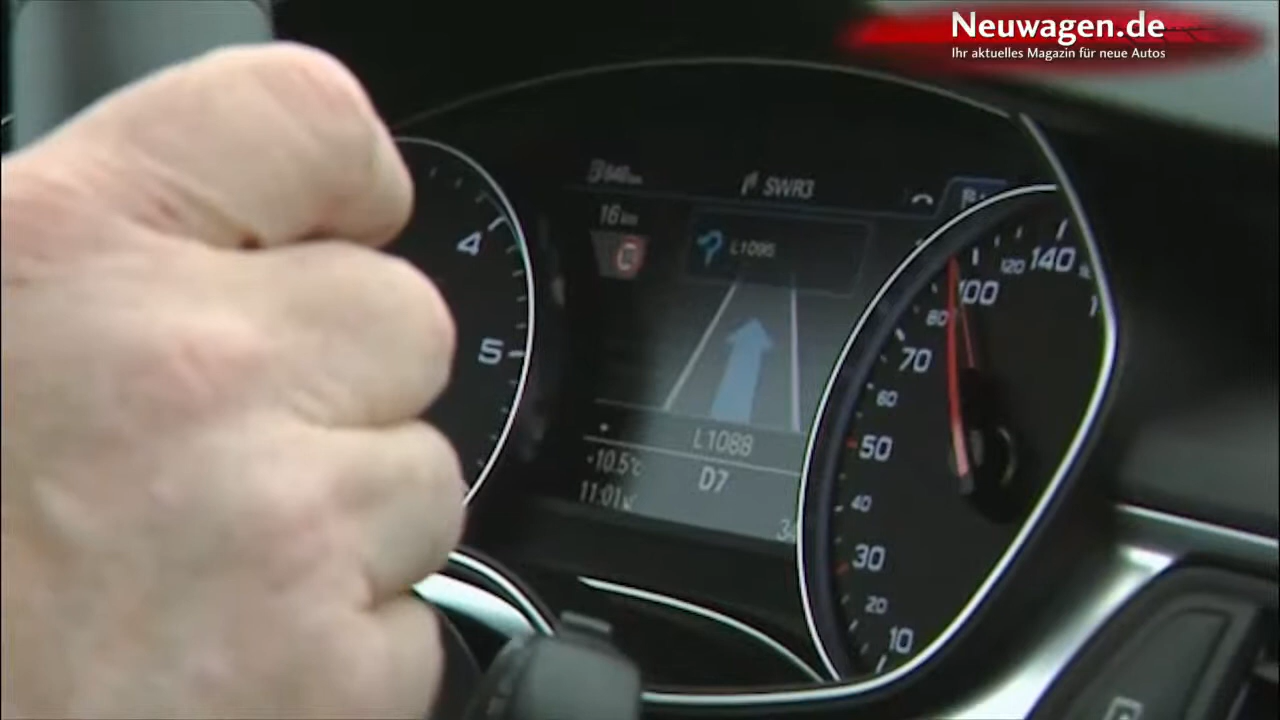 Neuwagen.de
Ihr aktuelles Magazin für neue Autos
SWR3
16 km
L1095
4
5
L1088
+10.5°C
D7
11:01
140
120
100
80
70
60
50
40
30
20
10